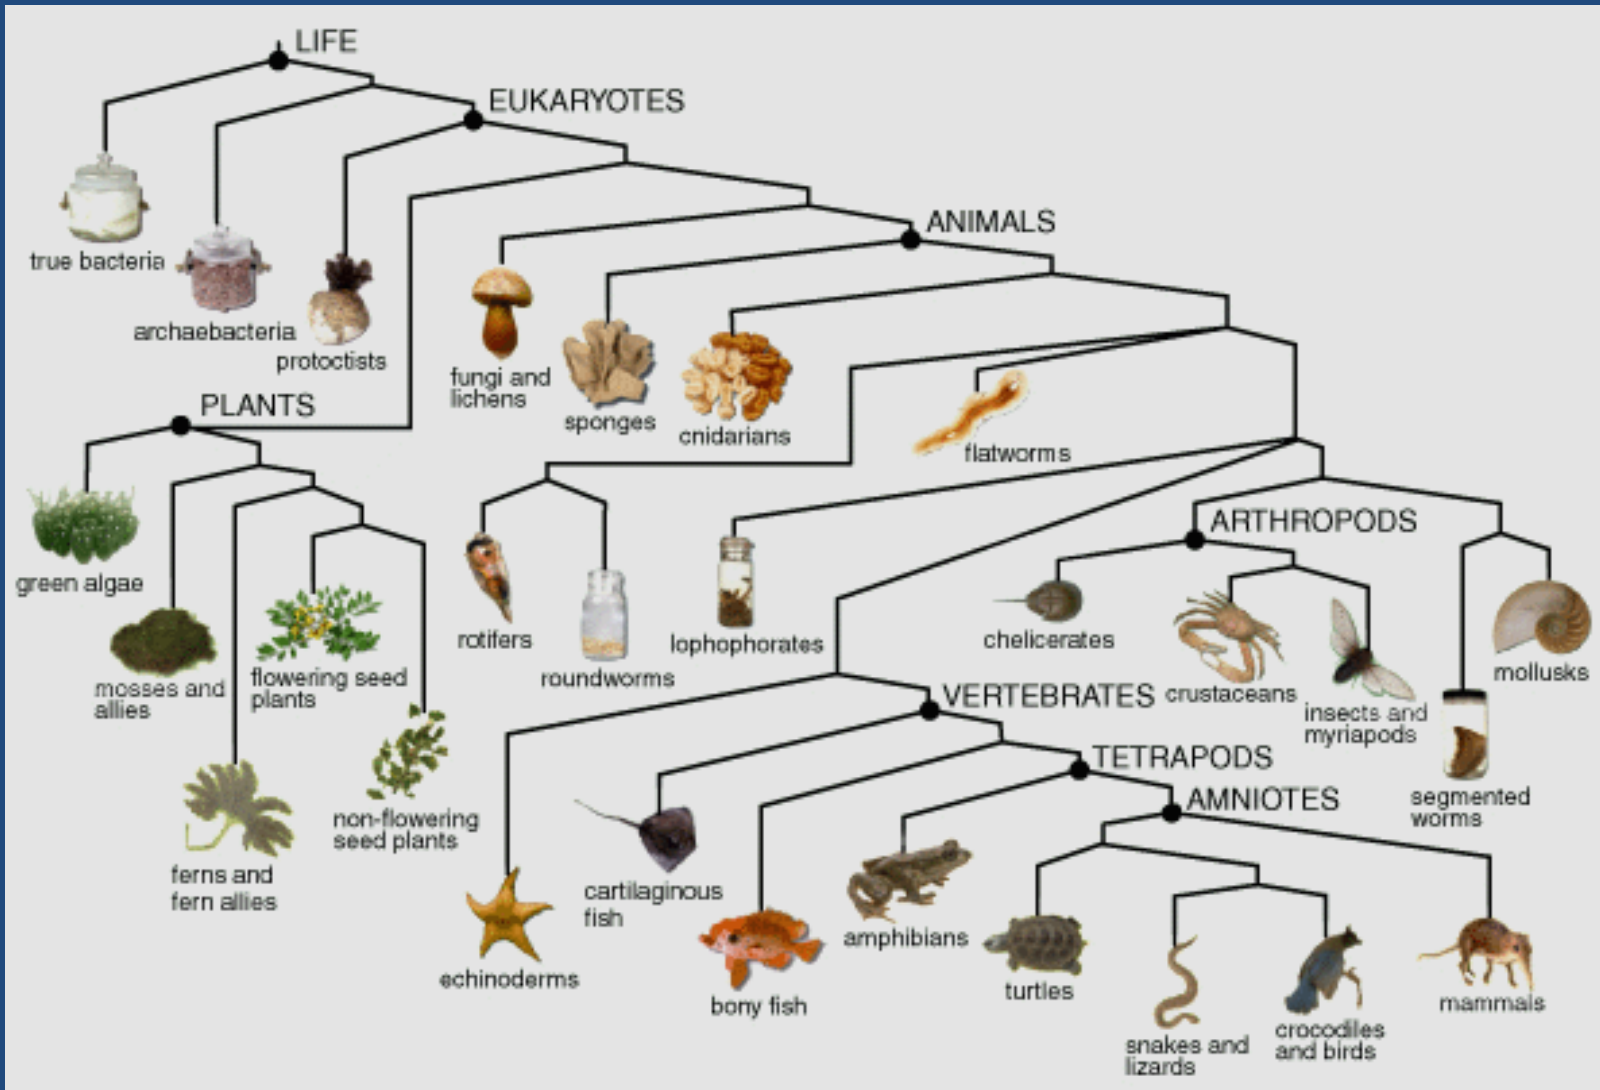 LIFE
EUKARYOTES
true bacteria
archaebacteria
protoctists
ANIMALS
fungi and
lichens
sponges
cnidarians
flatworms
PLANTS
green algae
mosses and
allies
flowering seed
plants
non-flowering
seed plants
ferns and
fern allies
rotifers
roundworms
lophophorates
ARTHROPODS
chelicerates
crustaceans
insects and
myriapods
mollusks
segmented
worms
VERTEBRATES
TETRAPODS
AMNIOTES
echinoderms
cartilaginous
fish
bony fish
amphibians
turtles
snakes and
lizards
crocodiles
and birds
mammals